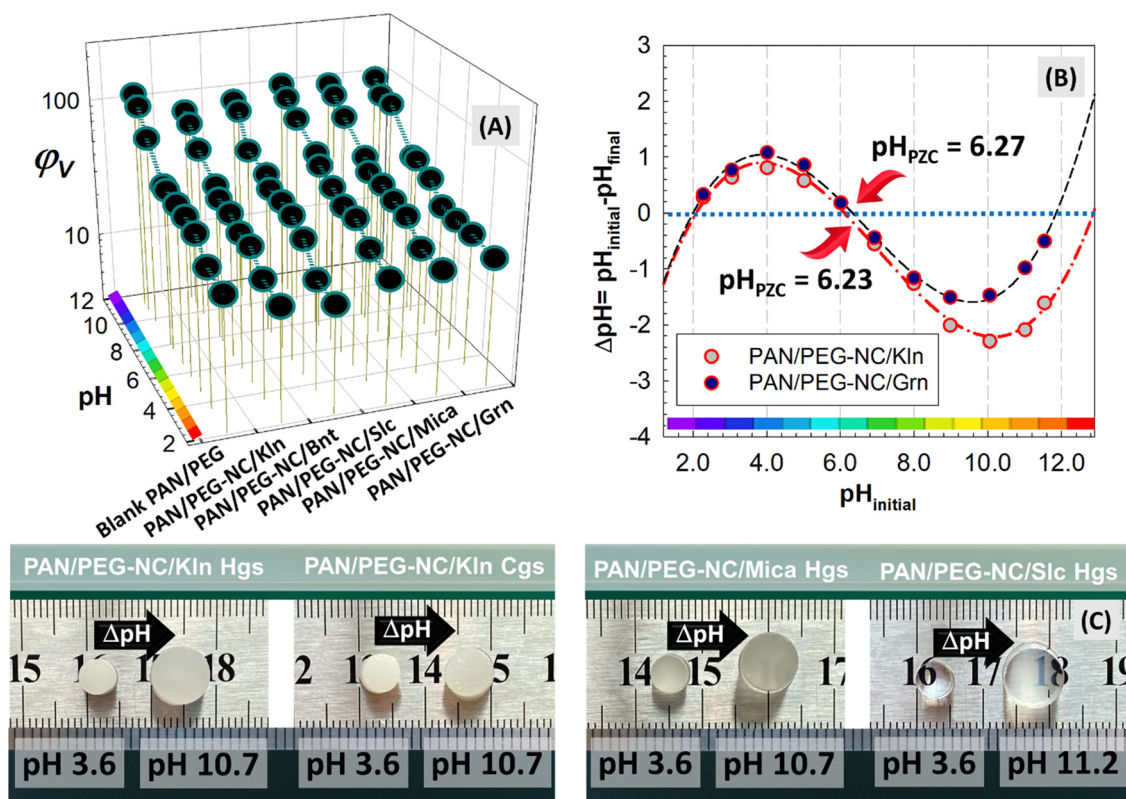 (A)
φV
100
10
12
10
8
6
4
2
pH
Blank PAN/PEG
PAN/PEG-NC/Kln
PAN/PEG-NC/Bnt
PAN/PEG-NC/Slc
PAN/PEG-NC/Mica
PAN/PEG-NC/Grn
(B)
3
2
1
0
-1
-2
-3
-4
ΔpH= pHinitial-pHfinal
pHPZC = 6.27
pHPZC = 6.23
PAN/PEG-NC/Kln
PAN/PEG-NC/Grn
2.0 4.0 6.0 8.0 10.0 12.0
pHinitial
PAN/PEG-NC/Kln Hgs
PAN/PEG-NC/Kln Cgs
PAN/PEG-NC/Mica Hgs
PAN/PEG-NC/Slc Hgs
(C)
ΔpH
ΔpH
ΔpH
ΔpH
15 18
2 14 5 1
14 15 17
16 17 18 19
pH 3.6
pH 10.7
pH 3.6
pH 10.7
pH 3.6
pH 10.7
pH 3.6
pH 11.2